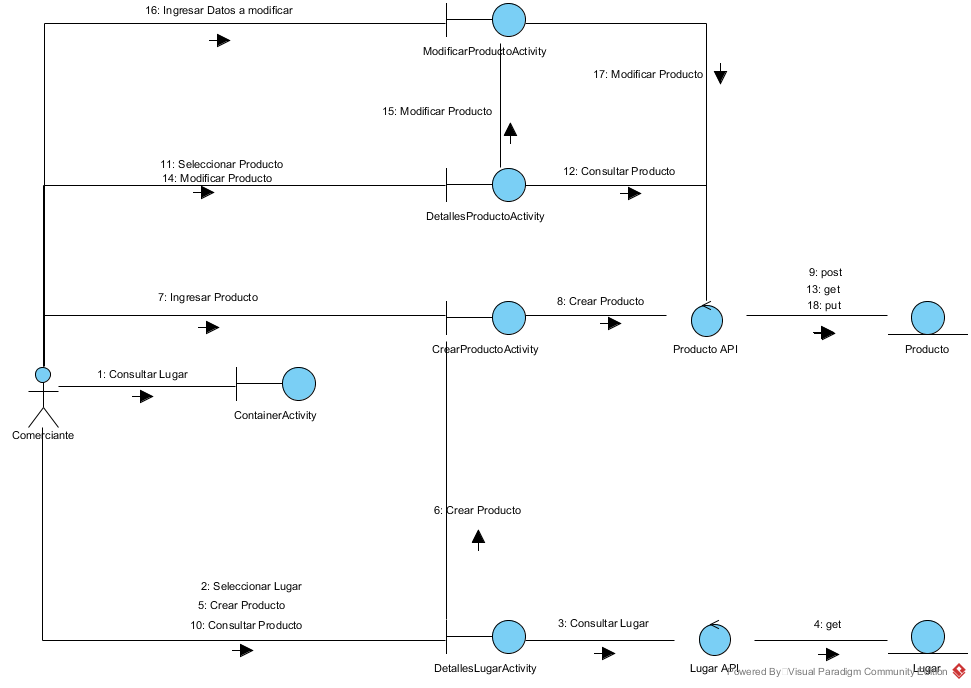 16: Ingresar Datos a modificar
ModificarProductoActivity
17: Modificar Producto
15: Modificar Producto
11: Seleccionar Producto
14: Modificar Producto
12: Consultar Producto
DetallesProductoActivity
9: post
13: get
18: put
7: Ingresar Producto
8: Crear Producto
CrearProductoActivity
Producto API
Producto
1: Consultar Lugar
ContainerActivity
Comerciante
6: Crear Producto
2: Seleccionar Lugar
5: Crear Producto
10: Consultar Producto
3: Consultar Lugar
4: get
DetallesLugarActivity
Lugar API
Lugar
Powered By Visual Paradigm Community Edition